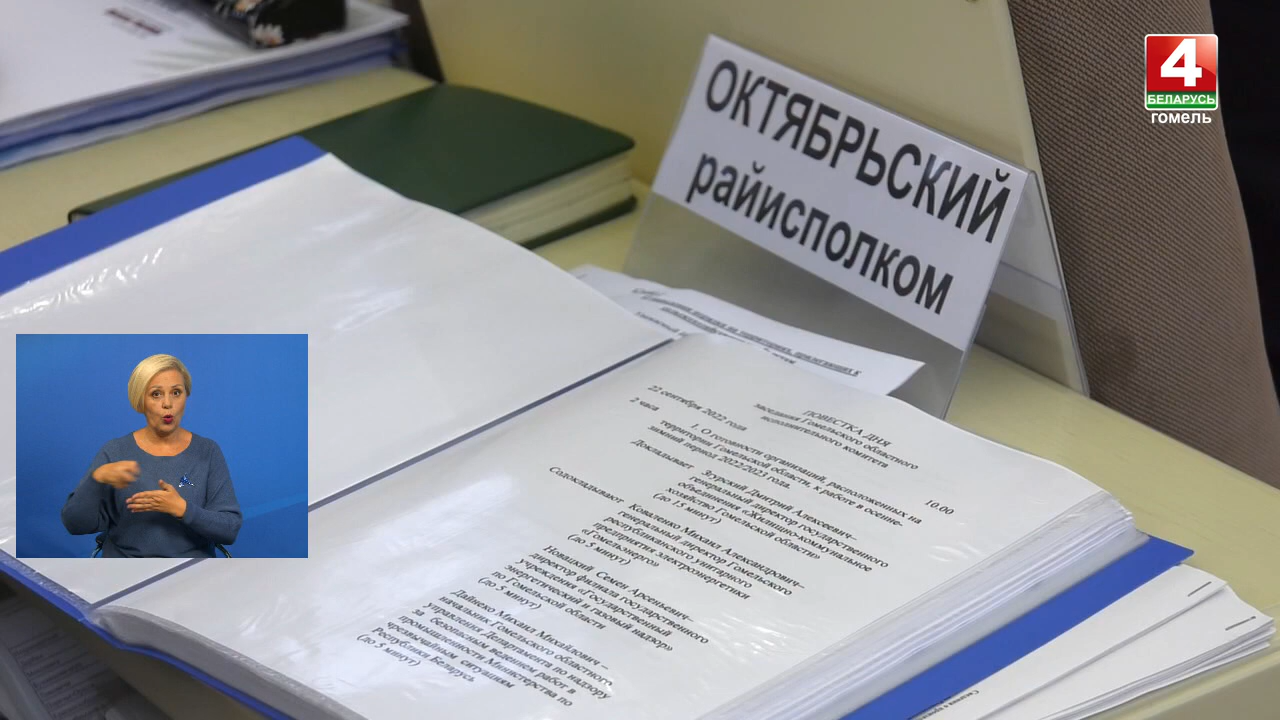 4
БЕЛАРУСЬ
ГОМЕЛЬ
ОКТЯБРЬСКИЙ
райисполком
ПОВЕСТКА ДНЯ
заседания Гомельского областного
исполнительного комитета
22 сентября 2022 года
2 часа
10.00
1. О готовности организаций, расположенных на
территории Гомельской области, к работе в осенне-
зимний период 2022/2023 года.
Докладывает Згурский Дмитрий Алексеевич–
генеральный директор государственного
объединения «Жилищно-коммунальное
хозяйство Гомельской области»
(до 15 минут)
Содокладывают Коваленко Михаил Александрович–
генеральный директор Гомельского
республиканского унитарного
предприятия электроэнергетики
«Гомельэнерго»
(до 5 минут)
Новацкий Семен Арсеньевич–
директор филиала государственного
учреждения «Государственный
энергетический и газовый надзор»
по Гомельской области
(до 5 минут)
Дайнеко Михаил Михайлович –
начальник Гомельского областного
управления Департамента по надзору
за безопасным ведением работ в
промышленности Министерства по
чрезвычайным ситуациям
Республики Беларусь
(до 5 минут)